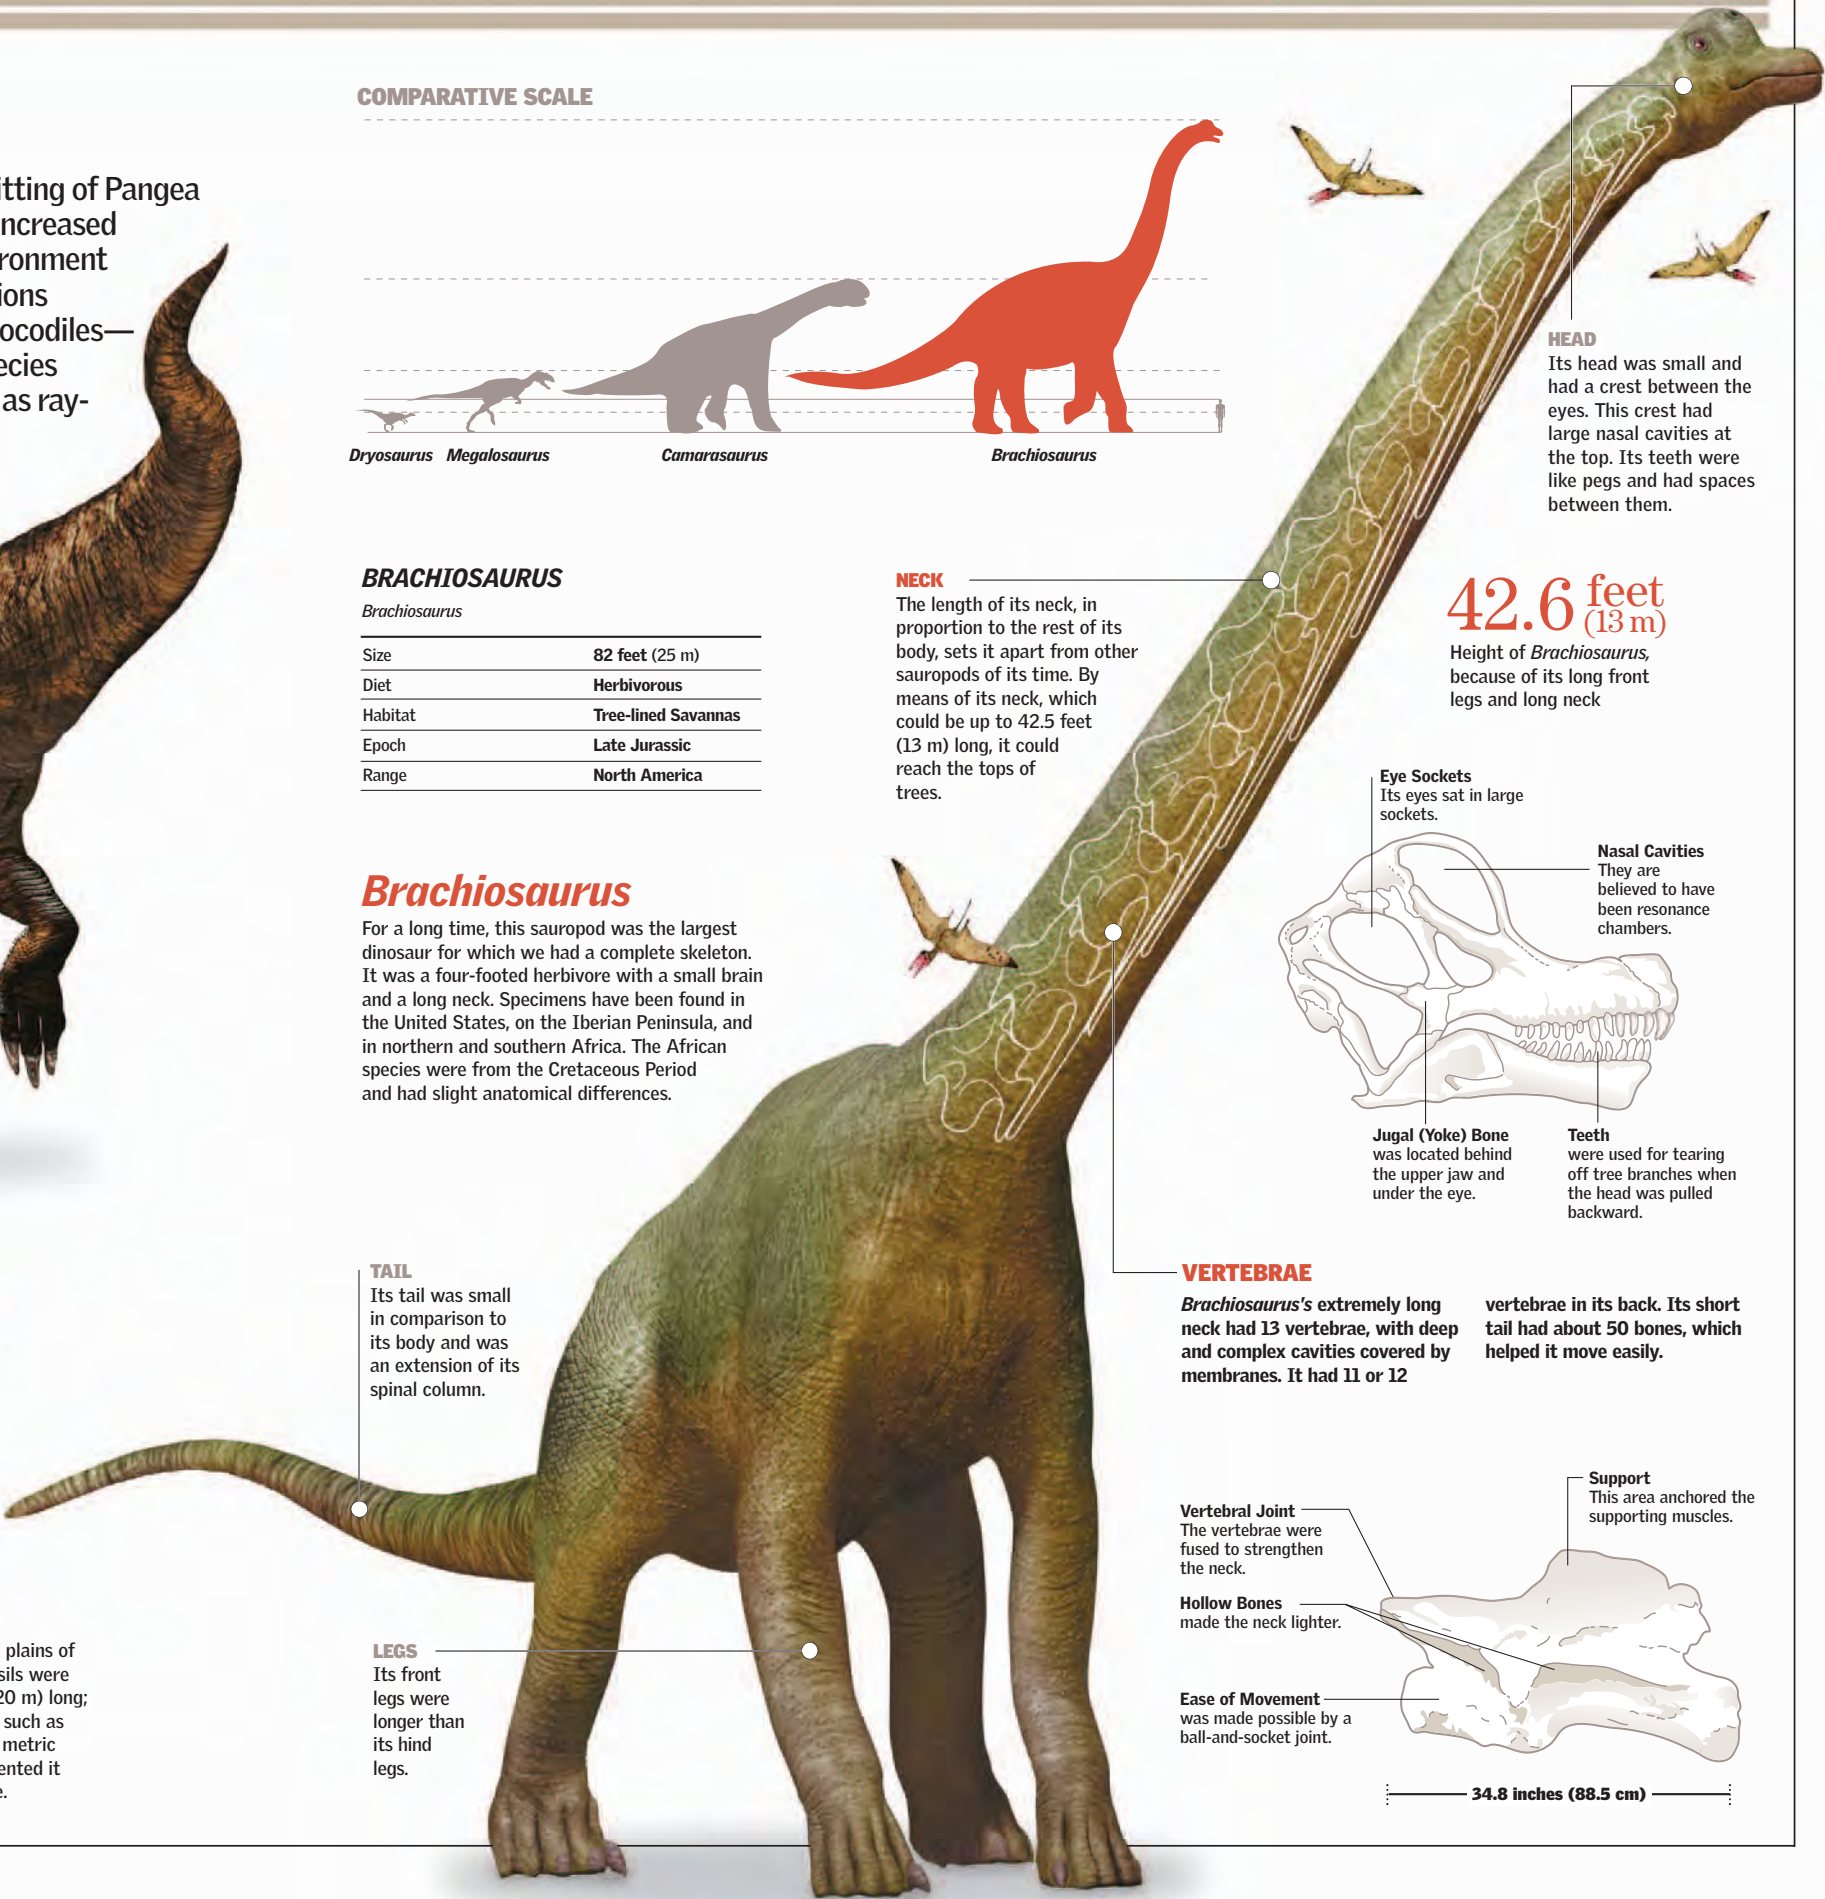 COMPARATIVE SCALE
of Pangea
ncreased
as ray-
Dryosaurus
Megalosaurus
Camarasaurus
Brachiosaurus
HEAD
Its head was small and
had a crest between the
eyes. This crest had
large nasal cavities at
the top. Its teeth were
like pegs and had spaces
between them.
BRACHIOSAURUS
Brachiosaurus
Size 82 feet (25 m)
Diet Herbivorous
Habitat Tree-lined Savannas
Epoch Late Jurassic
Range North America
NECK
The length of its neck, in
proportion to the rest of its
body, sets it apart from other
sauropods of its time. By
means of its neck, which
could be up to 42.5 feet
(13 m) long, it could
reach the tops of
trees.
42.6 feet
(13 m)
Height of Brachiosaurus,
because of its long front
legs and long neck
Eye Sockets
Its eyes sat in large
sockets.
Nasal Cavities
They are
believed to have
been resonance
chambers.
Brachiosaurus
For a long time, this sauropod was the largest
dinosaur for which we had a complete skeleton.
It was a four-footed herbivore with a small brain
and a long neck. Specimens have been found in
the United States, on the Iberian Peninsula, and
in northern and southern Africa. The African
species were from the Cretaceous Period
and had slight anatomical differences.
Jugal (Yoke) Bone
was located behind
the upper jaw and
under the eye.
Teeth
were used for tearing
off tree branches when
the head was pulled
backward.
TAIL
Its tail was small
in comparison to
its body and was
an extension of its
spinal column.
VERTEBRAE
Brachiosaurus's extremely long
neck had 13 vertebrae, with deep
and complex cavities covered by
membranes. It had 11 or 12
vertebrae in its back. Its short
tail had about 50 bones, which
helped it move easily.
Support
This area anchored the
supporting muscles.
Vertebral Joint
The vertebrae were
fused to strengthen
the neck.
Hollow Bones
made the neck lighter.
Ease of Movement
was made possible by a
ball-and-socket joint.
34.8 inches (88.5 cm)
LEGS
Its front
legs were
longer than
its hind
legs.
plains of
were
20 m) long;
such as
metric
it